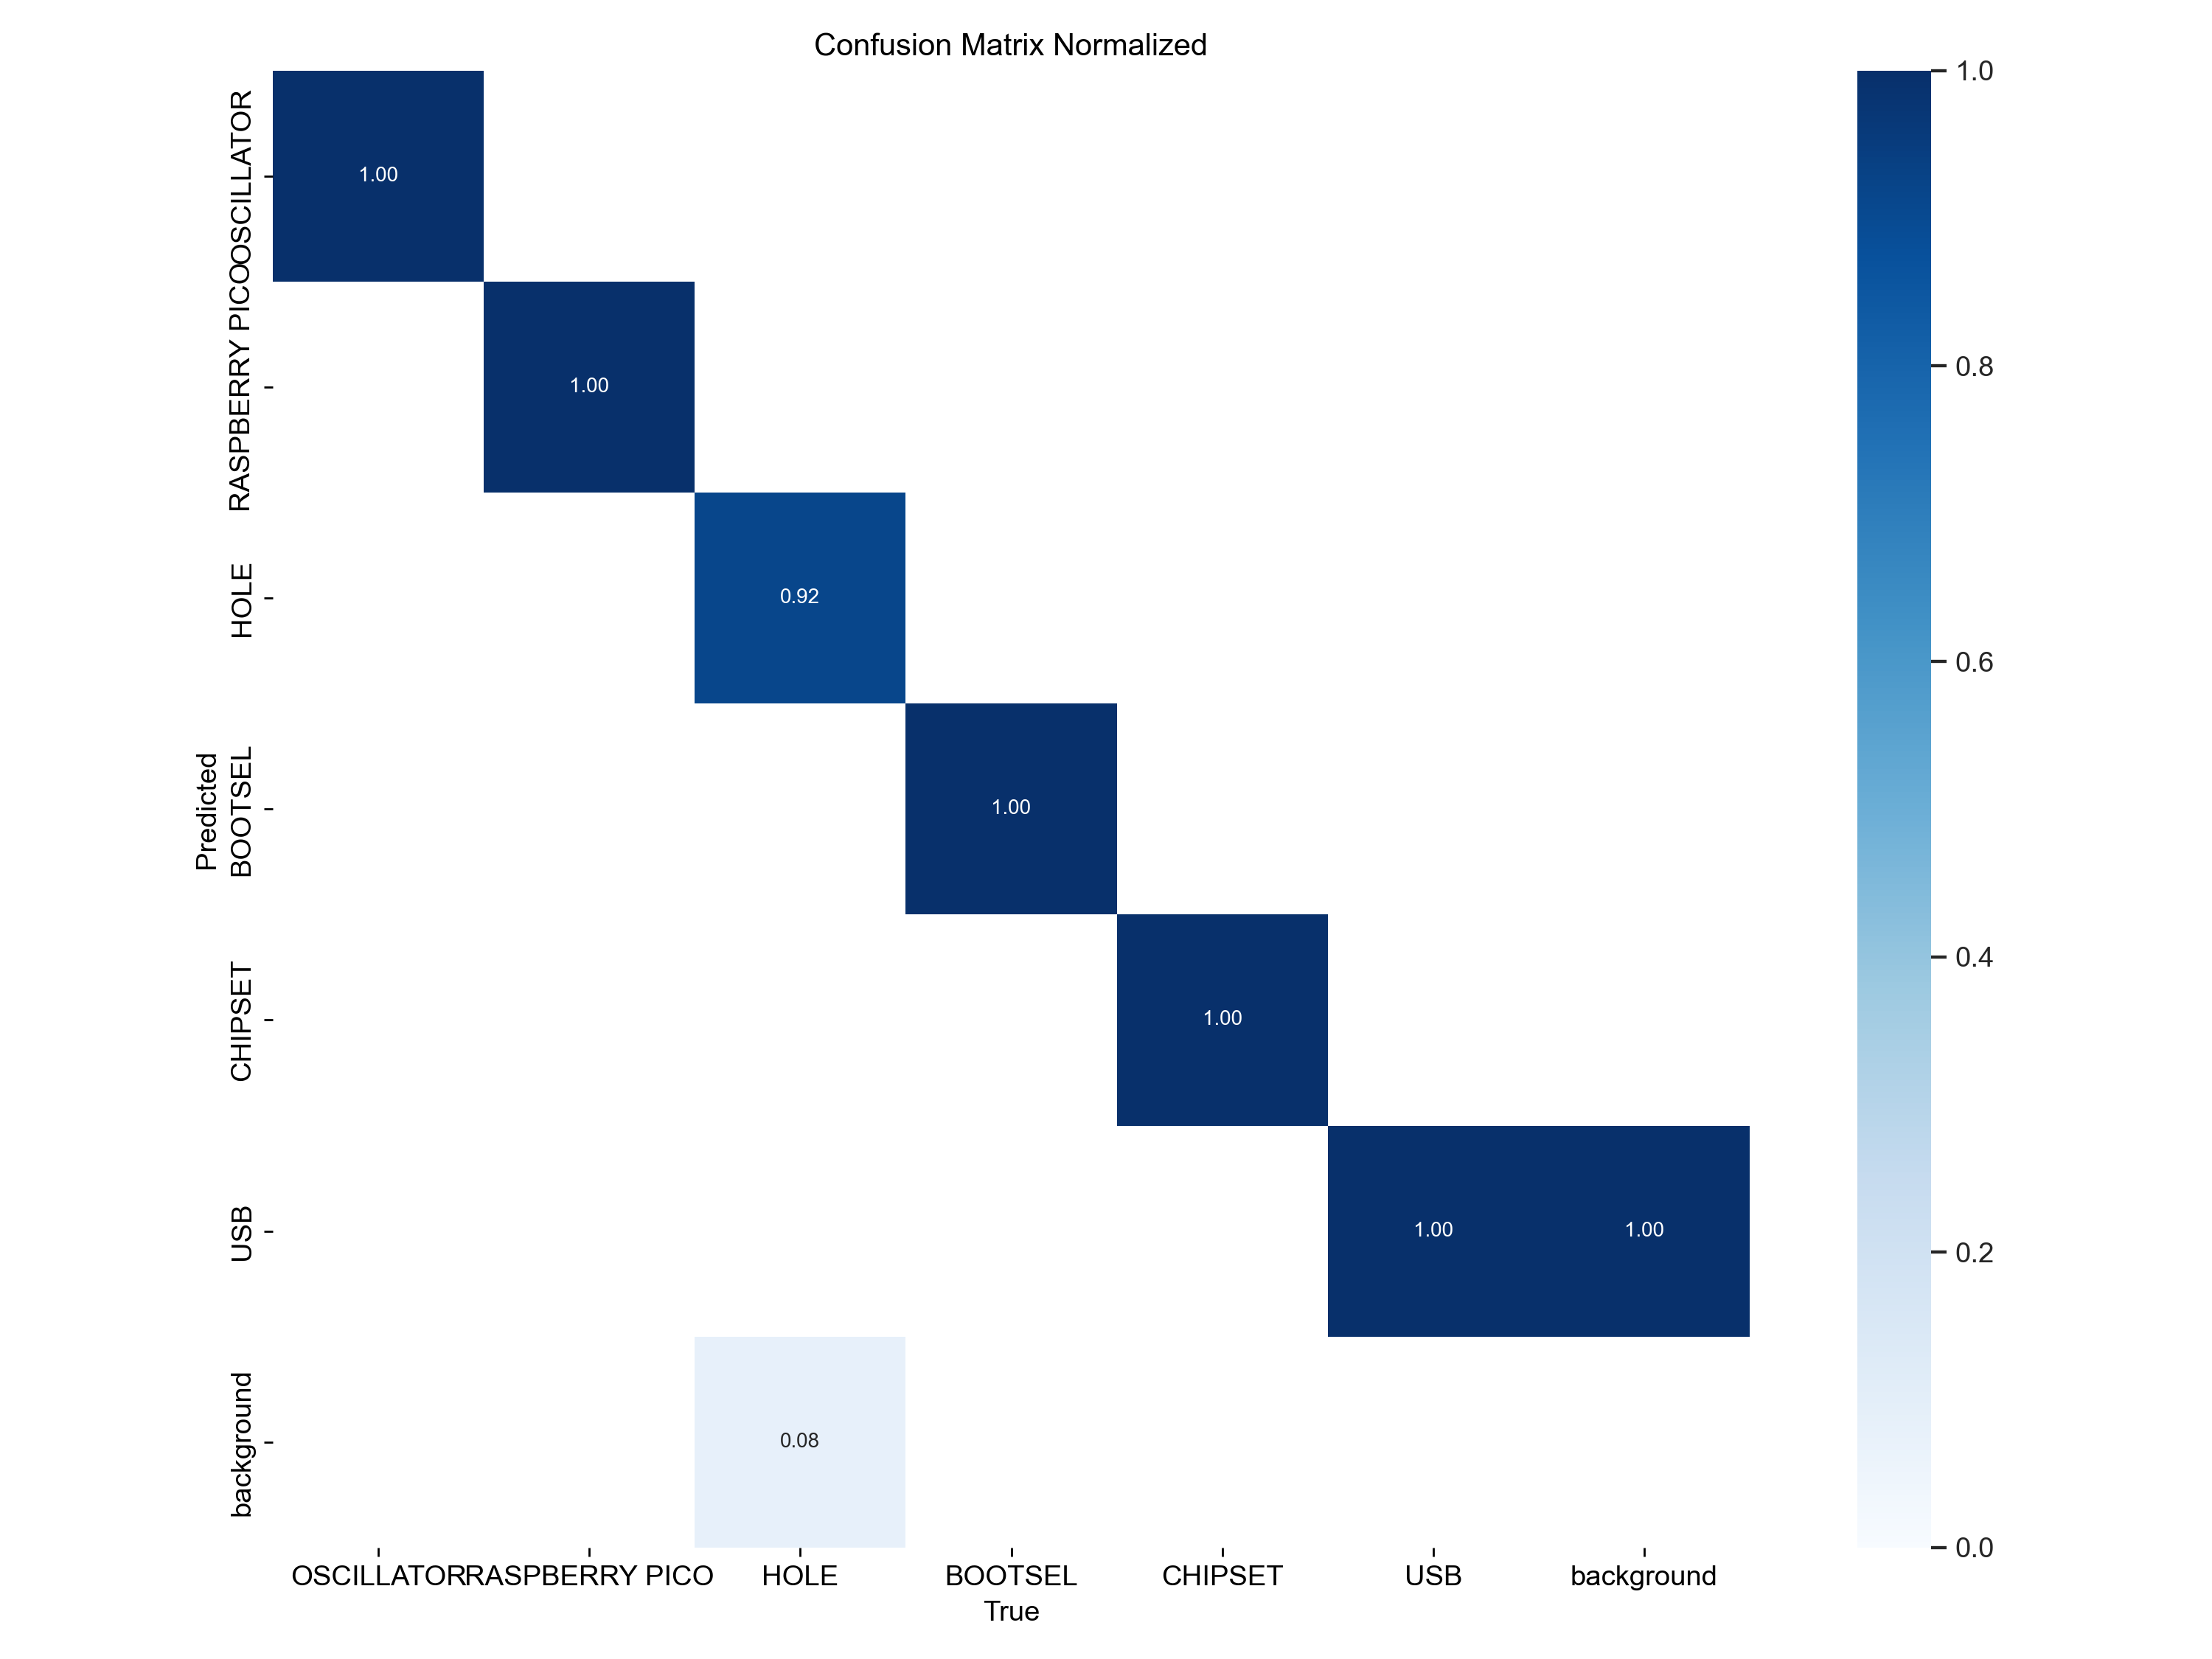 Confusion Matrix Normalized
OSCILLATOR
1.00
RASPBERRY PICO
1.00
HOLE
0.92
BOOTSEL
1.00
CHIPSET
1.00
USB
1.00 1.00
background
0.08
Predicted
OSCILLATOR RASPBERRY PICO HOLE BOOTSEL CHIPSET USB background
True
1.0
0.8
0.6
0.4
0.2
0.0